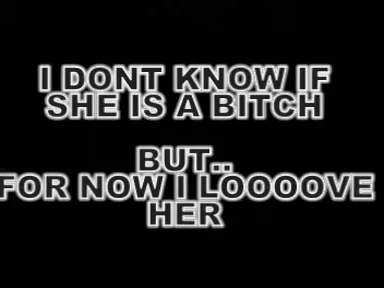 I DONT KNOW IF
SHE IS A BITCH
BUT..
FOR NOW I LOOOOVE
HER